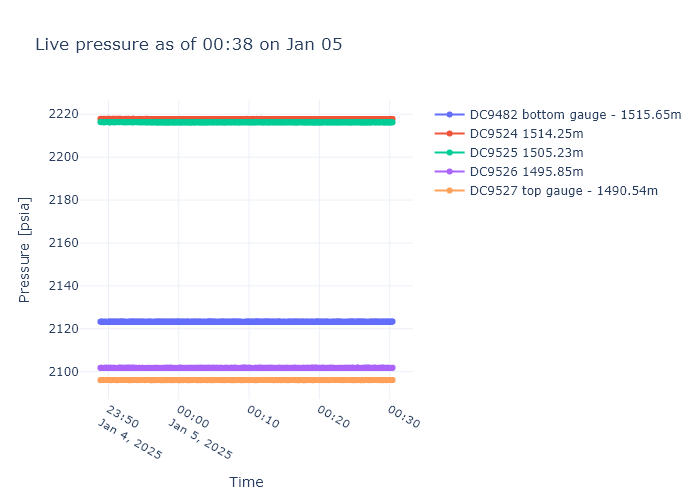 Live pressure as of 00:38 on Jan 05
Pressure [psia]
2220
2200
2180
2160
2140
2120
2100
23:50
Jan 4, 2025
00:00
Jan 5, 2025
00:10
00:20
00:30
Time
DC9482 bottom gauge - 1515.65m
DC9524 1514.25m
DC9525 1505.23m
DC9526 1495.85m
DC9527 top gauge - 1490.54m